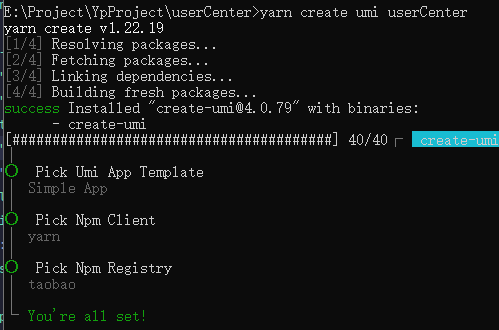 E:\Project\YpProject\userCenter>yarn create umi userCenter
yarn create v1.22.19
[1/4] Resolving packages...
[2/4] Fetching packages...
[3/4] Linking dependencies...
[4/4] Building fresh packages...
success Installed "create-umi@4.0.79" with binaries:
- create-umi
[########################################] 40/40 create-umi
Pick Umi App Template
Simple App
Pick Npm Client
yarn
Pick Npm Registry
taobao
You're all set!